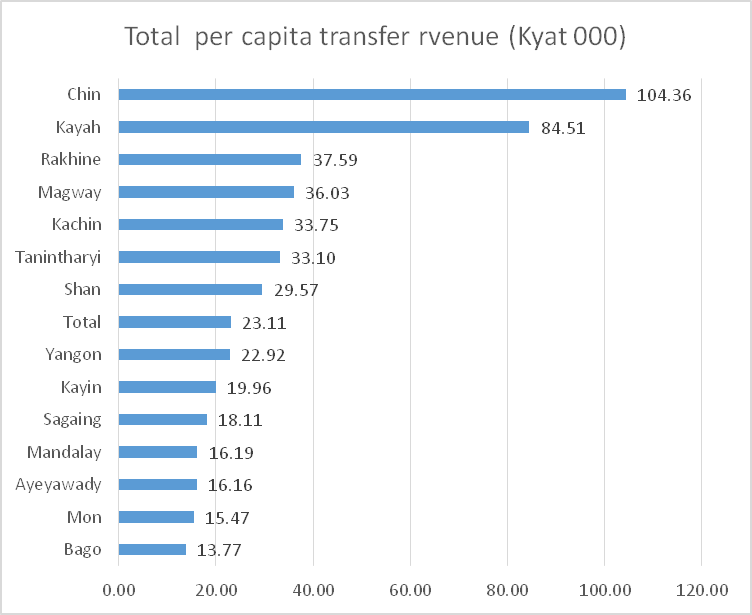 Total per capita transfer rvenue (Kyat 000)
Chin 104.36
Kayah 84.51
Rakhine 37.59
Magway 36.03
Kachin 33.75
Tanintharyi 33.10
Shan 29.57
Total 23.11
Yangon 22.92
Kayin 19.96
Sagaing 18.11
Mandalay 16.19
Ayeyawady 16.16
Mon 15.47
Bago 13.77
0.00 20.00 40.00 60.00 80.00 100.00 120.00